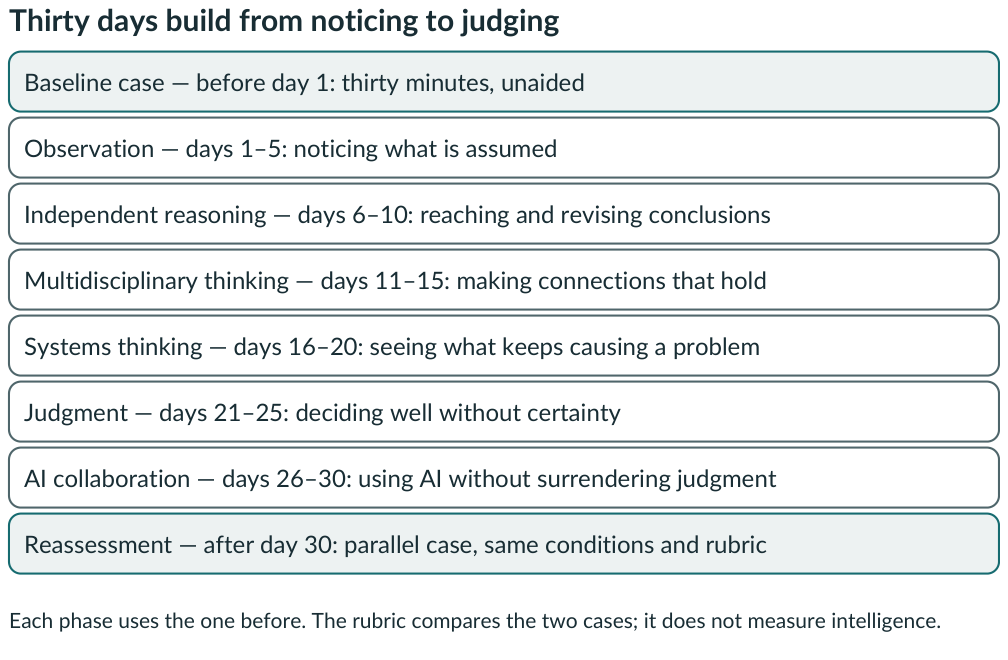 Thirty days build from noticing to judging
Baseline case — before day 1: thirty minutes, unaided
Observation — days 1–5: noticing what is assumed
Independent reasoning — days 6–10: reaching and revising conclusions
Multidisciplinary thinking — days 11–15: making connections that hold
Systems thinking — days 16–20: seeing what keeps causing a problem
Judgment — days 21–25: deciding well without certainty
AI collaboration — days 26–30: using AI without surrendering judgment
Reassessment — after day 30: parallel case, same conditions and rubric
Each phase uses the one before. The rubric compares the two cases; it does not measure intelligence.